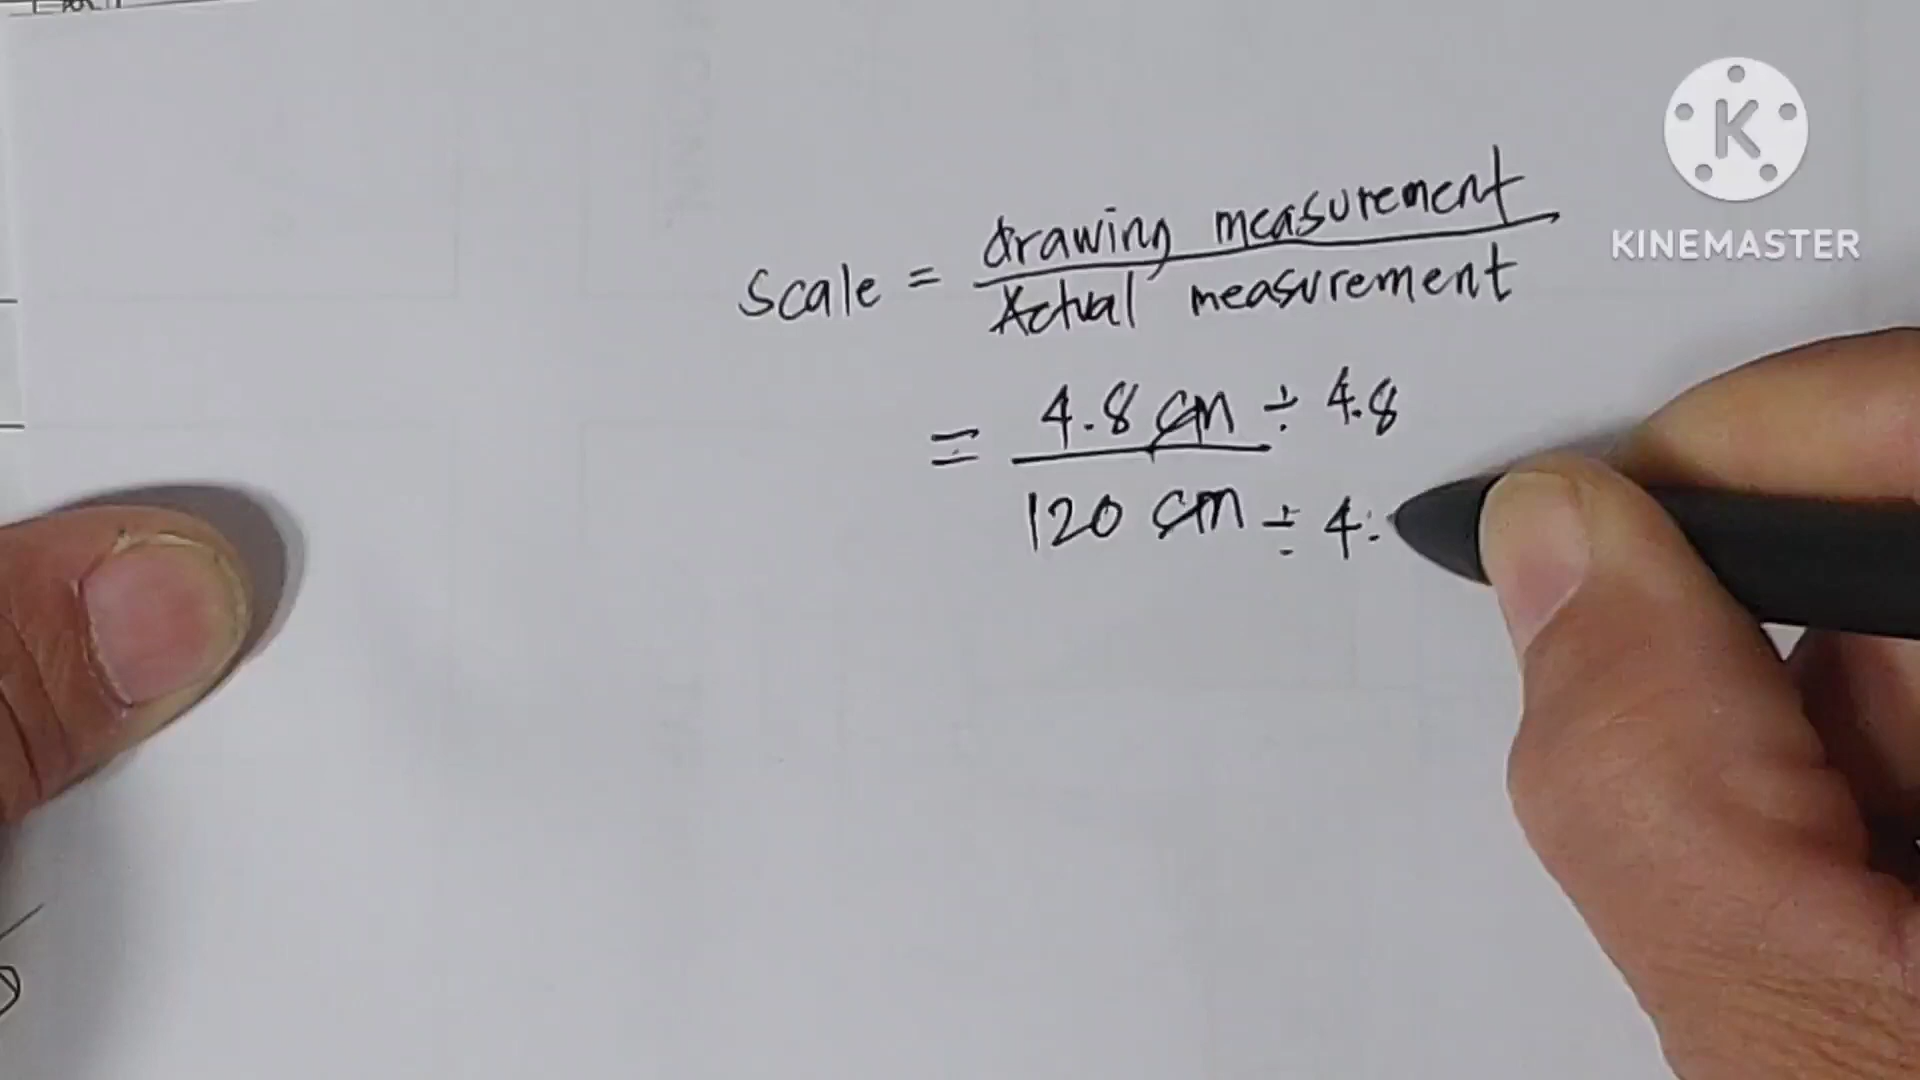 K
KINEMASTER
Scale = drawing measurement
Actual measurement
= 4.8 cm ÷ 4.8
120 cm ÷ 4.